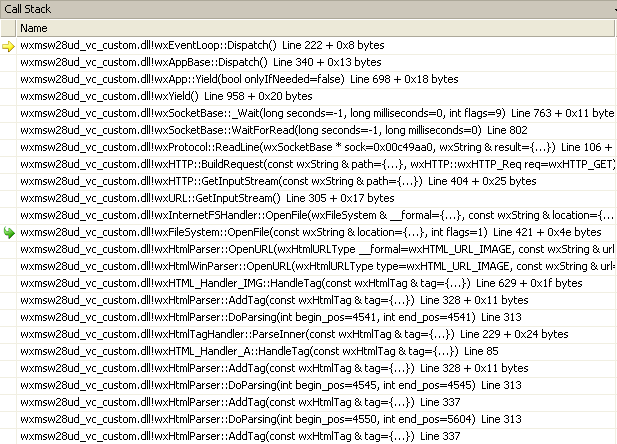 Call Stack
Name
wxmsw28ud_vc_custom.dll!wxEventLoop::Dispatch() Line 222 + 0x8 bytes
wxmsw28ud_vc_custom.dll!wxAppBase::Dispatch() Line 340 + 0x13 bytes
wxmsw28ud_vc_custom.dll!wxApp::Yield(bool onlyIfNeeded=false) Line 698 + 0x18 bytes
wxmsw28ud_vc_custom.dll!wxYield() Line 958 + 0x20 bytes
wxmsw28ud_vc_custom.dll!wxSocketBase::_Wait(long seconds=-1, long milliseconds=0, int flags=9) Line 763 + 0x11 byte
wxmsw28ud_vc_custom.dll!wxSocketBase::WaitForRead(long seconds=-1, long milliseconds=0) Line 802
wxmsw28ud_vc_custom.dll!wxProtocol::ReadLine(wxSocketBase * sock=0x00c49aa0, wxString & result={...}) Line 106 +
wxmsw28ud_vc_custom.dll!wxHTTP::BuildRequest(const wxString & path={...}, wxHTTP::wxHTTP_Req req=wxHTTP_GET)
wxmsw28ud_vc_custom.dll!wxHTTP::GetInputStream(const wxString & path={...}) Line 404 + 0x25 bytes
wxmsw28ud_vc_custom.dll!wxURL::GetInputStream() Line 305 + 0x17 bytes
wxmsw28ud_vc_custom.dll!wxInternetFSHandler::OpenFile(wxFileSystem & __formal={...}, const wxString & location={...
wxmsw28ud_vc_custom.dll!wxFileSystem::OpenFile(const wxString & location={...}, int flags=1) Line 421 + 0x4e bytes
wxmsw28ud_vc_custom.dll!wxHtmlParser::OpenURL(wxHtmlURLType __formal=wxHTML_URL_IMAGE, const wxString & url
wxmsw28ud_vc_custom.dll!wxHtmlWinParser::OpenURL(wxHtmlURLType type=wxHTML_URL_IMAGE, const wxString & url=
wxmsw28ud_vc_custom.dll!wxHTML_Handler_IMG::HandleTag(const wxHtmlTag & tag={...}) Line 629 + 0x1f bytes
wxmsw28ud_vc_custom.dll!wxHtmlParser::AddTag(const wxHtmlTag & tag={...}) Line 328 + 0x11 bytes
wxmsw28ud_vc_custom.dll!wxHtmlParser::DoParsing(int begin_pos=4541, int end_pos=4541) Line 313
wxmsw28ud_vc_custom.dll!wxHtmlTagHandler::ParseInner(const wxHtmlTag & tag={...}) Line 229 + 0x24 bytes
wxmsw28ud_vc_custom.dll!wxHTML_Handler_A::HandleTag(const wxHtmlTag & tag={...}) Line 85
wxmsw28ud_vc_custom.dll!wxHtmlParser::AddTag(const wxHtmlTag & tag={...}) Line 328 + 0x11 bytes
wxmsw28ud_vc_custom.dll!wxHtmlParser::DoParsing(int begin_pos=4545, int end_pos=4545) Line 313
wxmsw28ud_vc_custom.dll!wxHtmlParser::AddTag(const wxHtmlTag & tag={...}) Line 337
wxmsw28ud_vc_custom.dll!wxHtmlParser::DoParsing(int begin_pos=4550, int end_pos=5604) Line 313
wxmsw28ud_vc_custom.dll!wxHtmlParser::AddTag(const wxHtmlTag & tag={...}) Line 337